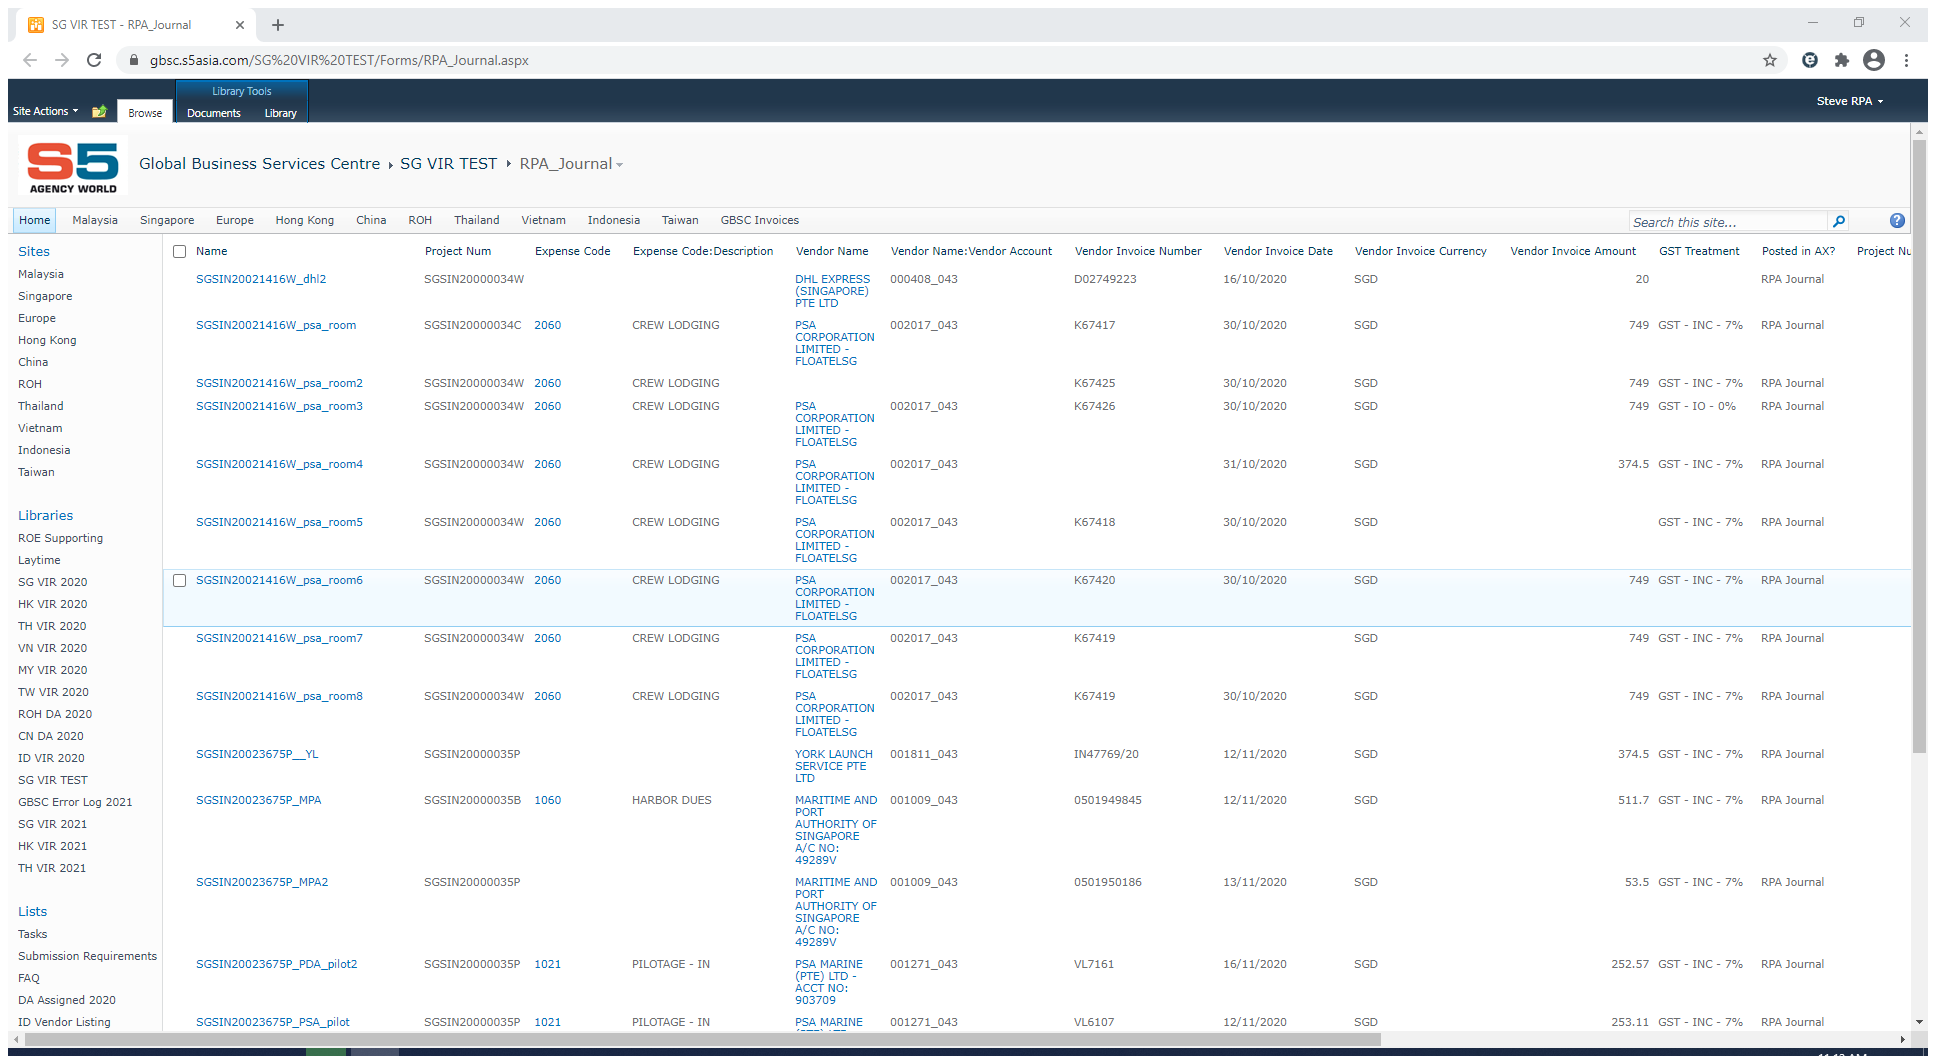 SG VIR TEST - RPA_Journal
gbsc.s5asia.com/SG%20VIR%20TEST/Forms/RPA_Journal.aspx
Library Tools
Site Actions Browse Documents Library Steve RPA
S5 AGENCY WORLD
Global Business Services Centre SG VIR TEST RPA_Journal
Home Malaysia Singapore Europe Hong Kong China ROH Thailand Vietnam Indonesia Taiwan GBSC Invoices Search this site...
Sites
Malaysia
Singapore
Europe
Hong Kong
China
ROH
Thailand
Vietnam
Indonesia
Taiwan
Libraries
ROE Supporting
Laytime
SG VIR 2020
HK VIR 2020
TH VIR 2020
VN VIR 2020
MY VIR 2020
TW VIR 2020
ROH DA 2020
CN DA 2020
ID VIR 2020
SG VIR TEST
GBSC Error Log 2021
SG VIR 2021
HK VIR 2021
TH VIR 2021
Lists
Tasks
Submission Requirements
FAQ
DA Assigned 2020
ID Vendor Listing
Name Project Num Expense Code Expense Code:Description Vendor Name Vendor Name:Vendor Account Vendor Invoice Number Vendor Invoice Date Vendor Invoice Currency Vendor Invoice Amount GST Treatment Posted in AX? Project Nu
SGSIN20021416W_dhl2 SGSIN20000034W DHL EXPRESS 000408_043 D02749223 16/10/2020 SGD 20 RPA Journal
(SINGAPORE)
PTE LTD
SGSIN20021416W_psa_room SGSIN20000034C 2060 CREW LODGING PSA 002017_043 K67417 30/10/2020 SGD 749 GST - INC - 7% RPA Journal
CORPORATION
LIMITED -
FLOATELSG
SGSIN20021416W_psa_room2 SGSIN20000034W 2060 CREW LODGING K67425 30/10/2020 SGD 749 GST - INC - 7% RPA Journal
SGSIN20021416W_psa_room3 SGSIN20000034W 2060 CREW LODGING PSA 002017_043 K67426 30/10/2020 SGD 749 GST - IO - 0% RPA Journal
CORPORATION
LIMITED -
FLOATELSG
SGSIN20021416W_psa_room4 SGSIN20000034W 2060 CREW LODGING PSA 002017_043 31/10/2020 SGD 374.5 GST - INC - 7% RPA Journal
CORPORATION
LIMITED -
FLOATELSG
SGSIN20021416W_psa_room5 SGSIN20000034W 2060 CREW LODGING PSA 002017_043 K67418 30/10/2020 SGD GST - INC - 7% RPA Journal
CORPORATION
LIMITED -
FLOATELSG
SGSIN20021416W_psa_room6 SGSIN20000034W 2060 CREW LODGING PSA 002017_043 K67420 30/10/2020 SGD 749 GST - INC - 7% RPA Journal
CORPORATION
LIMITED -
FLOATELSG
SGSIN20021416W_psa_room7 SGSIN20000034W 2060 CREW LODGING PSA 002017_043 K67419 SGD 749 GST - INC - 7% RPA Journal
CORPORATION
LIMITED -
FLOATELSG
SGSIN20021416W_psa_room8 SGSIN20000034W 2060 CREW LODGING PSA 002017_043 K67419 30/10/2020 SGD 749 GST - INC - 7% RPA Journal
CORPORATION
LIMITED -
FLOATELSG
SGSIN20023675P__YL SGSIN20000035P YORK LAUNCH 001811_043 IN47769/20 12/11/2020 SGD 374.5 GST - INC - 7% RPA Journal
SERVICE PTE
LTD
SGSIN20023675P_MPA SGSIN20000035B 1060 HARBOR DUES MARITIME AND 001009_043 0501949845 12/11/2020 SGD 511.7 GST - INC - 7% RPA Journal
PORT
AUTHORITY OF
SINGAPORE
A/C NO:
49289V
SGSIN20023675P_MPA2 SGSIN20000035P MARITIME AND 001009_043 0501950186 13/11/2020 SGD 53.5 GST - INC - 7% RPA Journal
PORT
AUTHORITY OF
SINGAPORE
A/C NO:
49289V
SGSIN20023675P_PDA_pilot2 SGSIN20000035P 1021 PILOTAGE - IN PSA MARINE 001271_043 VL7161 16/11/2020 SGD 252.57 GST - INC - 7% RPA Journal
(PTE) LTD -
ACCT NO:
903709
SGSIN20023675P_PSA_pilot SGSIN20000035P 1021 PILOTAGE - IN PSA MARINE 001271_043 VL6107 12/11/2020 SGD 253.11 GST - INC - 7% RPA Journal